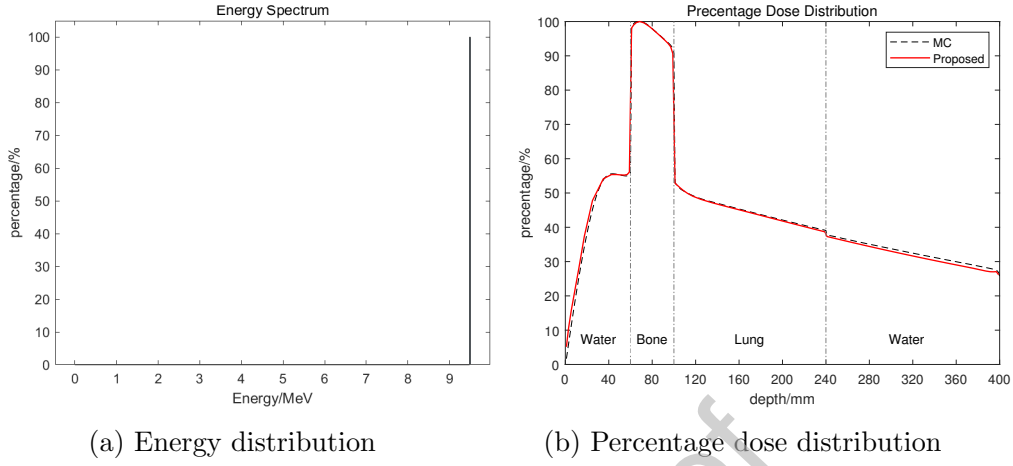 Energy Spectrum
100
90
80
70
60
50
40
30
20
10
0
percentage/%
0 1 2 3 4 5 6 7 8 9
Energy/MeV
(a) Energy distribution
Precentage Dose Distribution
100
90
80
70
60
50
40
30
20
10
0
precentage/%
MC
Proposed
Water Bone Lung Water
0 40 80 120 160 200 240 280 320 360 400
depth/mm
(b) Percentage dose distribution